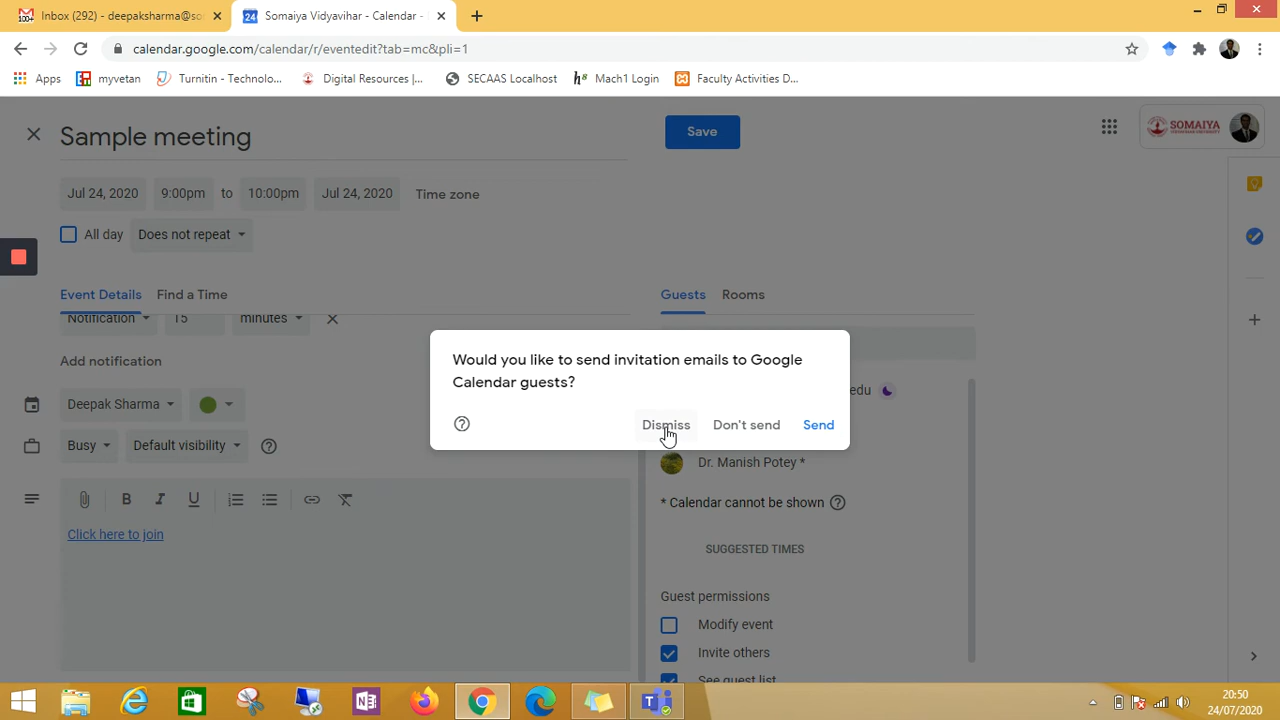 100+
Inbox (292) - deepaksharma@so
24
Somaiya Vidyavihar - Calendar -
calendar.google.com/calendar/r/eventedit?tab=mc&pli=1
Apps
myvetan
Turnitin - Technolo...
Digital Resources |...
SECAAS Localhost
Mach1 Login
Faculty Activities D...
Sample meeting
Save
SOMAIYA
Jul 24, 2020
9:00pm
to
10:00pm
Jul 24, 2020
Time zone
All day
Does not repeat
Event Details
Find a Time
Guests
Rooms
Notification
15
minutes
Would you like to send invitation emails to Google
Calendar guests?
edu
Add notification
Deepak Sharma
Dismiss
Don't send
Send
Busy
Default visibility
Dr. Manish Potey *
* Calendar cannot be shown
B
I
U
Click here to join
SUGGESTED TIMES
Guest permissions
Modify event
Invite others
See guest list
20:50
24/07/2020